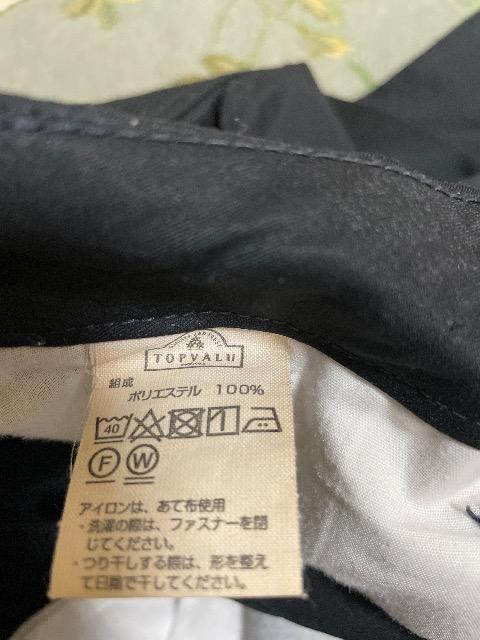 TOPVALU
組成
ポリエステル 100%
40
F W
アイロンは、あて布使用
・洗濯の際は、ファスナーを閉
じてください。
・つり干しする際は、形を整え
て日陰で干してください。